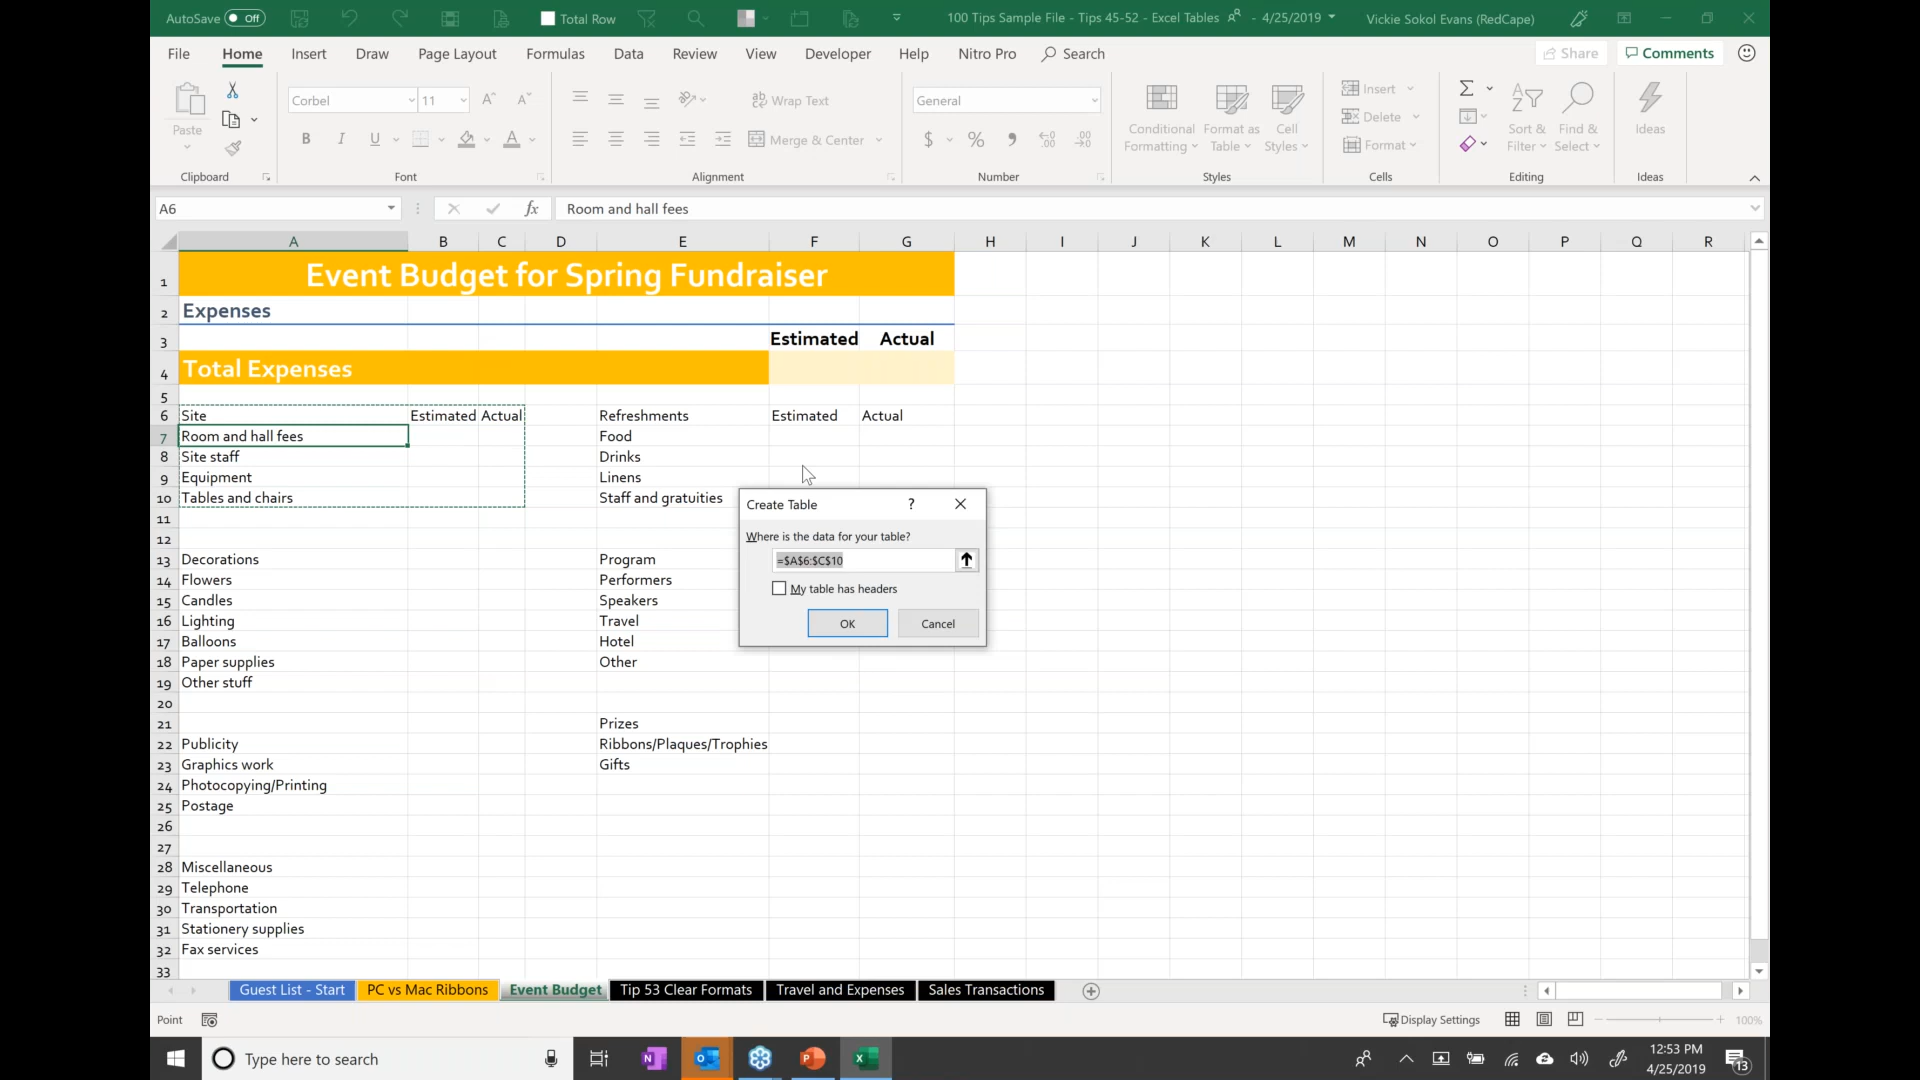 AutoSave Off Total Row 100 Tips Sample File - Tips 45-52 - Excel Tables - 4/25/2019 Vickie Sokol Evans (RedCape)
File Home Insert Draw Page Layout Formulas Data Review View Developer Help Nitro Pro Search Share Comments
Paste
Clipboard
Corbel 11
B I U A
Font
Wrap Text
Merge & Center
Alignment
General
$ % 9
Number
Conditional Formatting
Format as Table
Cell Styles
Styles
Insert
Delete
Format
Cells
Sort & Filter
Find & Select
Editing
Ideas
Ideas
A6 fx Room and hall fees
A B C D E F G H I J K L M N O P Q R
1 Event Budget for Spring Fundraiser
2 Expenses
3 Estimated Actual
4 Total Expenses
5
6 Site Estimated Actual Refreshments Estimated Actual
7 Room and hall fees Food
8 Site staff Drinks
9 Equipment Linens
10 Tables and chairs Staff and gratuities
11
12
13 Decorations Program
14 Flowers Performers
15 Candles Speakers
16 Lighting Travel
17 Balloons Hotel
18 Paper supplies Other
19 Other stuff
20
21 Prizes
22 Publicity Ribbons/Plaques/Trophies
23 Graphics work Gifts
24 Photocopying/Printing
25 Postage
26
27
28 Miscellaneous
29 Telephone
30 Transportation
31 Stationery supplies
32 Fax services
33
Create Table ?
Where is the data for your table?
=$A$6:$C$10
My table has headers
OK Cancel
Guest List - Start PC vs Mac Ribbons Event Budget Tip 53 Clear Formats Travel and Expenses Sales Transactions
Point Display Settings 100%
Type here to search
12:53 PM
4/25/2019
13